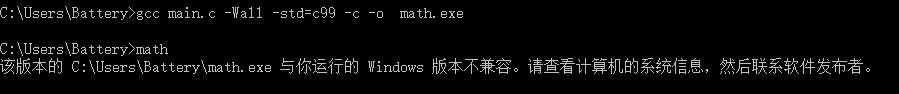 C:\Users\Battery>gcc main.c -Wall -std=c99 -c -o  math.exe
C:\Users\Battery>math
该版本的 C:\Users\Battery\math.exe 与你运行的 Windows 版本不兼容。请查看计算机的系统信息，然后联系软件发布者。